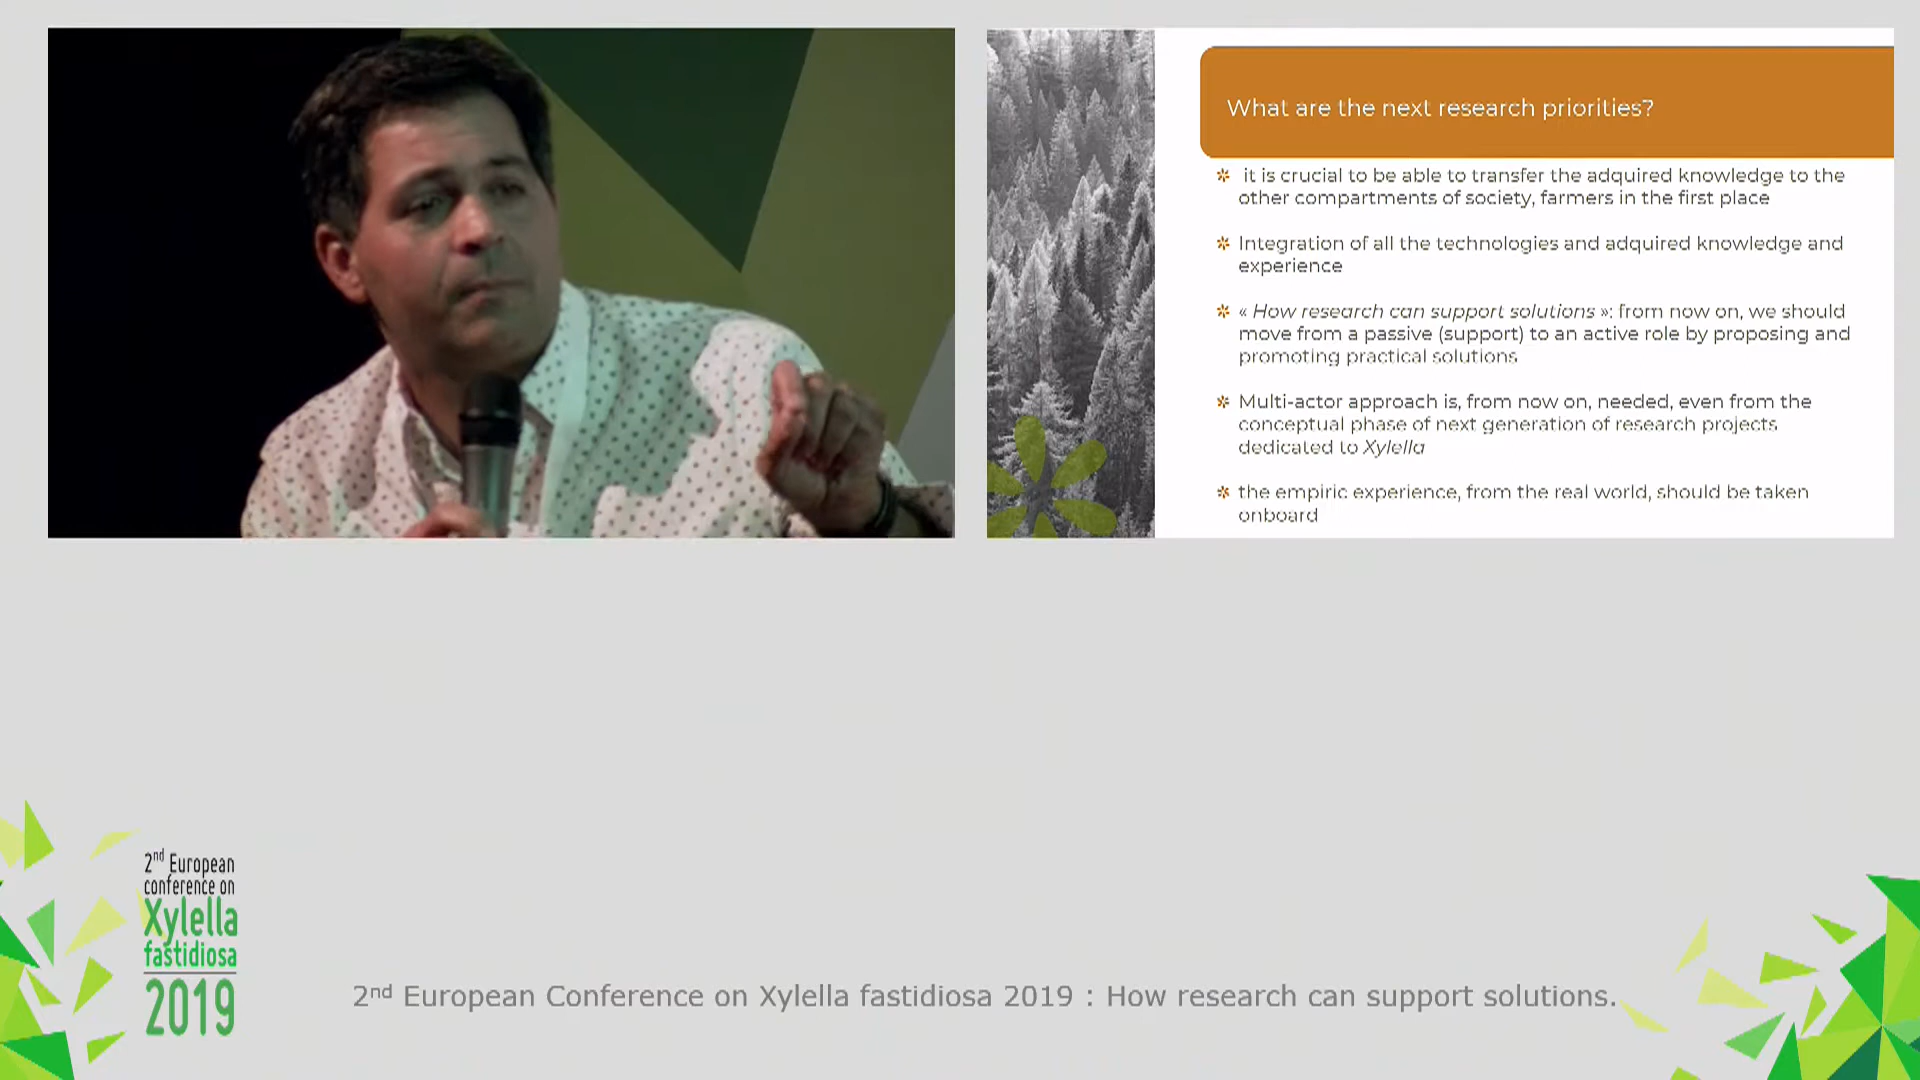 What are the next research priorities?
it is crucial to be able to transfer the adquired knowledge to the
other compartments of society, farmers in the first place
Integration of all the technologies and adquired knowledge and
experience
« How research can support solutions »: from now on, we should
move from a passive (support) to an active role by proposing and
promoting practical solutions
Multi-actor approach is, from now on, needed, even from the
conceptual phase of next generation of research projects
dedicated to Xylella
the empiric experience, from the real world, should be taken
onboard
2nd European
conference on
Xylella
fastidiosa
2019
2nd European Conference on Xylella fastidiosa 2019 : How research can support solutions.